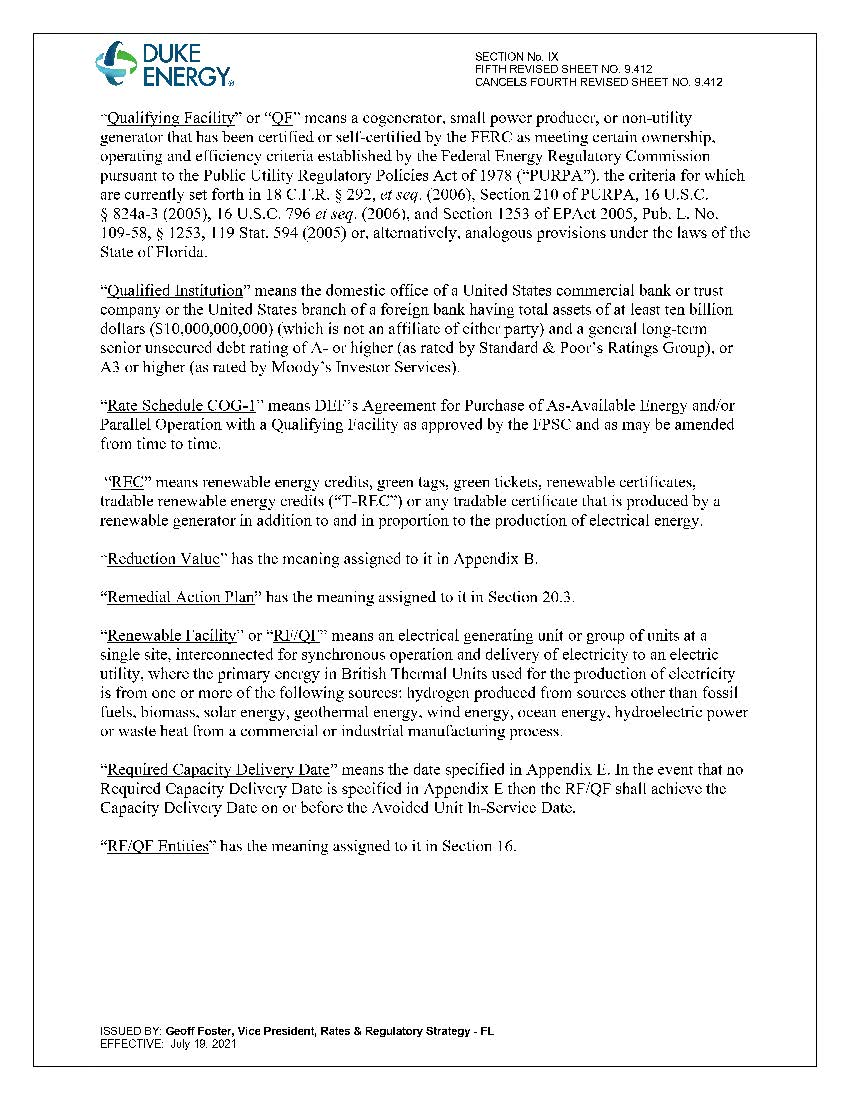 DUKE
ENERGY®
SECTION No. IX
FIFTH REVISED SHEET NO. 9.412
CANCELS FOURTH REVISED SHEET NO. 9.412
“Qualifying Facility” or “QF” means a cogenerator, small power producer, or non-utility
generator that has been certified or self-certified by the FERC as meeting certain ownership,
operating and efficiency criteria established by the Federal Energy Regulatory Commission
pursuant to the Public Utility Regulatory Policies Act of 1978 (“PURPA”), the criteria for which
are currently set forth in 18 C.F.R. § 292, et seq. (2006), Section 210 of PURPA, 16 U.S.C.
§ 824a-3 (2005), 16 U.S.C. 796 et seq. (2006), and Section 1253 of EPAct 2005, Pub. L. No.
109-58, § 1253, 119 Stat. 594 (2005) or, alternatively, analogous provisions under the laws of the
State of Florida.
“Qualified Institution” means the domestic office of a United States commercial bank or trust
company or the United States branch of a foreign bank having total assets of at least ten billion
dollars ($10,000,000,000) (which is not an affiliate of either party) and a general long-term
senior unsecured debt rating of A- or higher (as rated by Standard & Poor’s Ratings Group), or
A3 or higher (as rated by Moody’s Investor Services).
“Rate Schedule COG-1” means DEF’s Agreement for Purchase of As-Available Energy and/or
Parallel Operation with a Qualifying Facility as approved by the FPSC and as may be amended
from time to time.
“REC” means renewable energy credits, green tags, green tickets, renewable certificates,
tradable renewable energy credits (“T-REC”) or any tradable certificate that is produced by a
renewable generator in addition to and in proportion to the production of electrical energy.
“Reduction Value” has the meaning assigned to it in Appendix B.
“Remedial Action Plan” has the meaning assigned to it in Section 20.3.
“Renewable Facility” or “RF/QF” means an electrical generating unit or group of units at a
single site, interconnected for synchronous operation and delivery of electricity to an electric
utility, where the primary energy in British Thermal Units used for the production of electricity
is from one or more of the following sources: hydrogen produced from sources other than fossil
fuels, biomass, solar energy, geothermal energy, wind energy, ocean energy, hydroelectric power
or waste heat from a commercial or industrial manufacturing process.
“Required Capacity Delivery Date” means the date specified in Appendix E. In the event that no
Required Capacity Delivery Date is specified in Appendix E then the RF/QF shall achieve the
Capacity Delivery Date on or before the Avoided Unit In-Service Date.
“RF/QF Entities” has the meaning assigned to it in Section 16.
ISSUED BY: Geoff Foster, Vice President, Rates & Regulatory Strategy - FL
EFFECTIVE: July 19, 2021